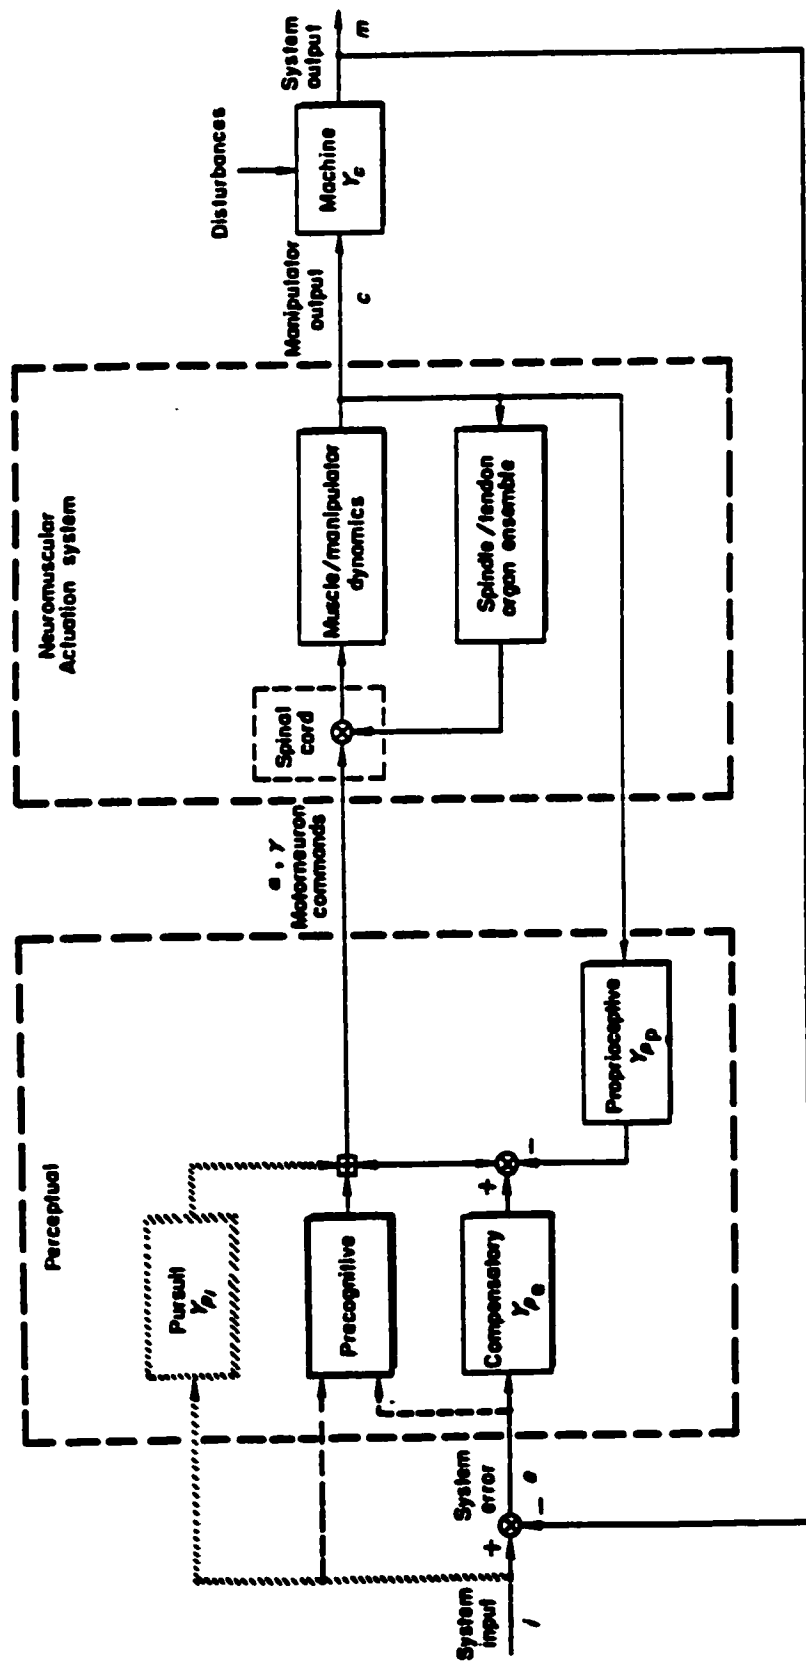 Perceptual
Neuromuscular
Actuation system
Pursuit
Y_pi
Precognitive
Compensatory
Y_pe
Proprioceptive
Y_pp
System
input
i
+
−
System
error
e
+
−
α, γ
Motorneuron
commands
Spinal
cord
Muscle/manipulator
dynamics
Spindle/tendon
organ ensemble
Manipulator
output
c
Disturbances
Machine
Y_c
System
output
m